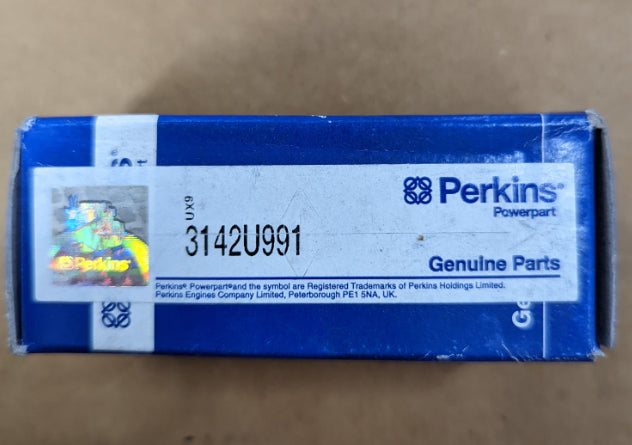 UX9
3142U991
Perkins®
Powerpart
Genuine Parts
Perkins® Powerpart® and the symbol are Registered Trademarks of Perkins Holdings Limited.
Perkins Engines Company Limited, Peterborough PE1 5NA, UK.
Perkins